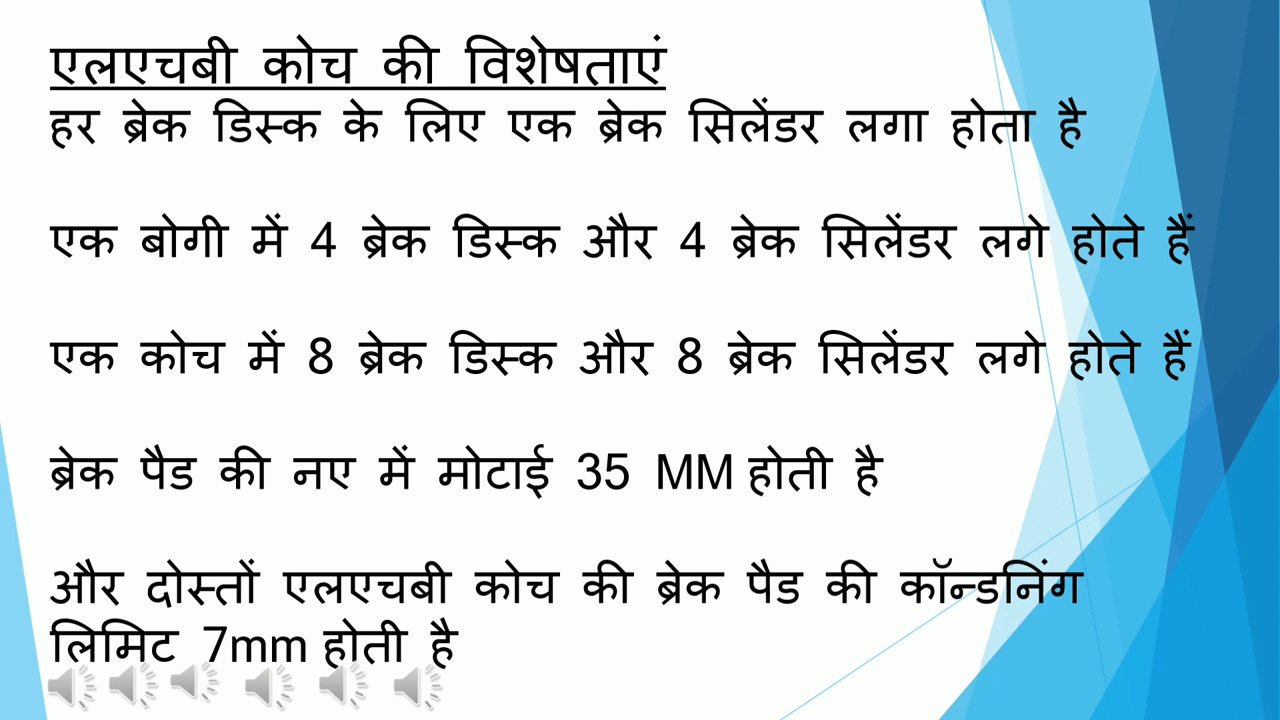 एलएचबी कोच की विशेषताएं
हर ब्रेक डिस्क के लिए एक ब्रेक सिलेंडर लगा होता है
एक बोगी में 4 ब्रेक डिस्क और 4 ब्रेक सिलेंडर लगे होते हैं
एक कोच में 8 ब्रेक डिस्क और 8 ब्रेक सिलेंडर लगे होते हैं
ब्रेक पैड की नए में मोटाई 35 MM होती है
और दोस्तों एलएचबी कोच की ब्रेक पैड की कॉन्डनिंग
लिमिट 7mm होती है